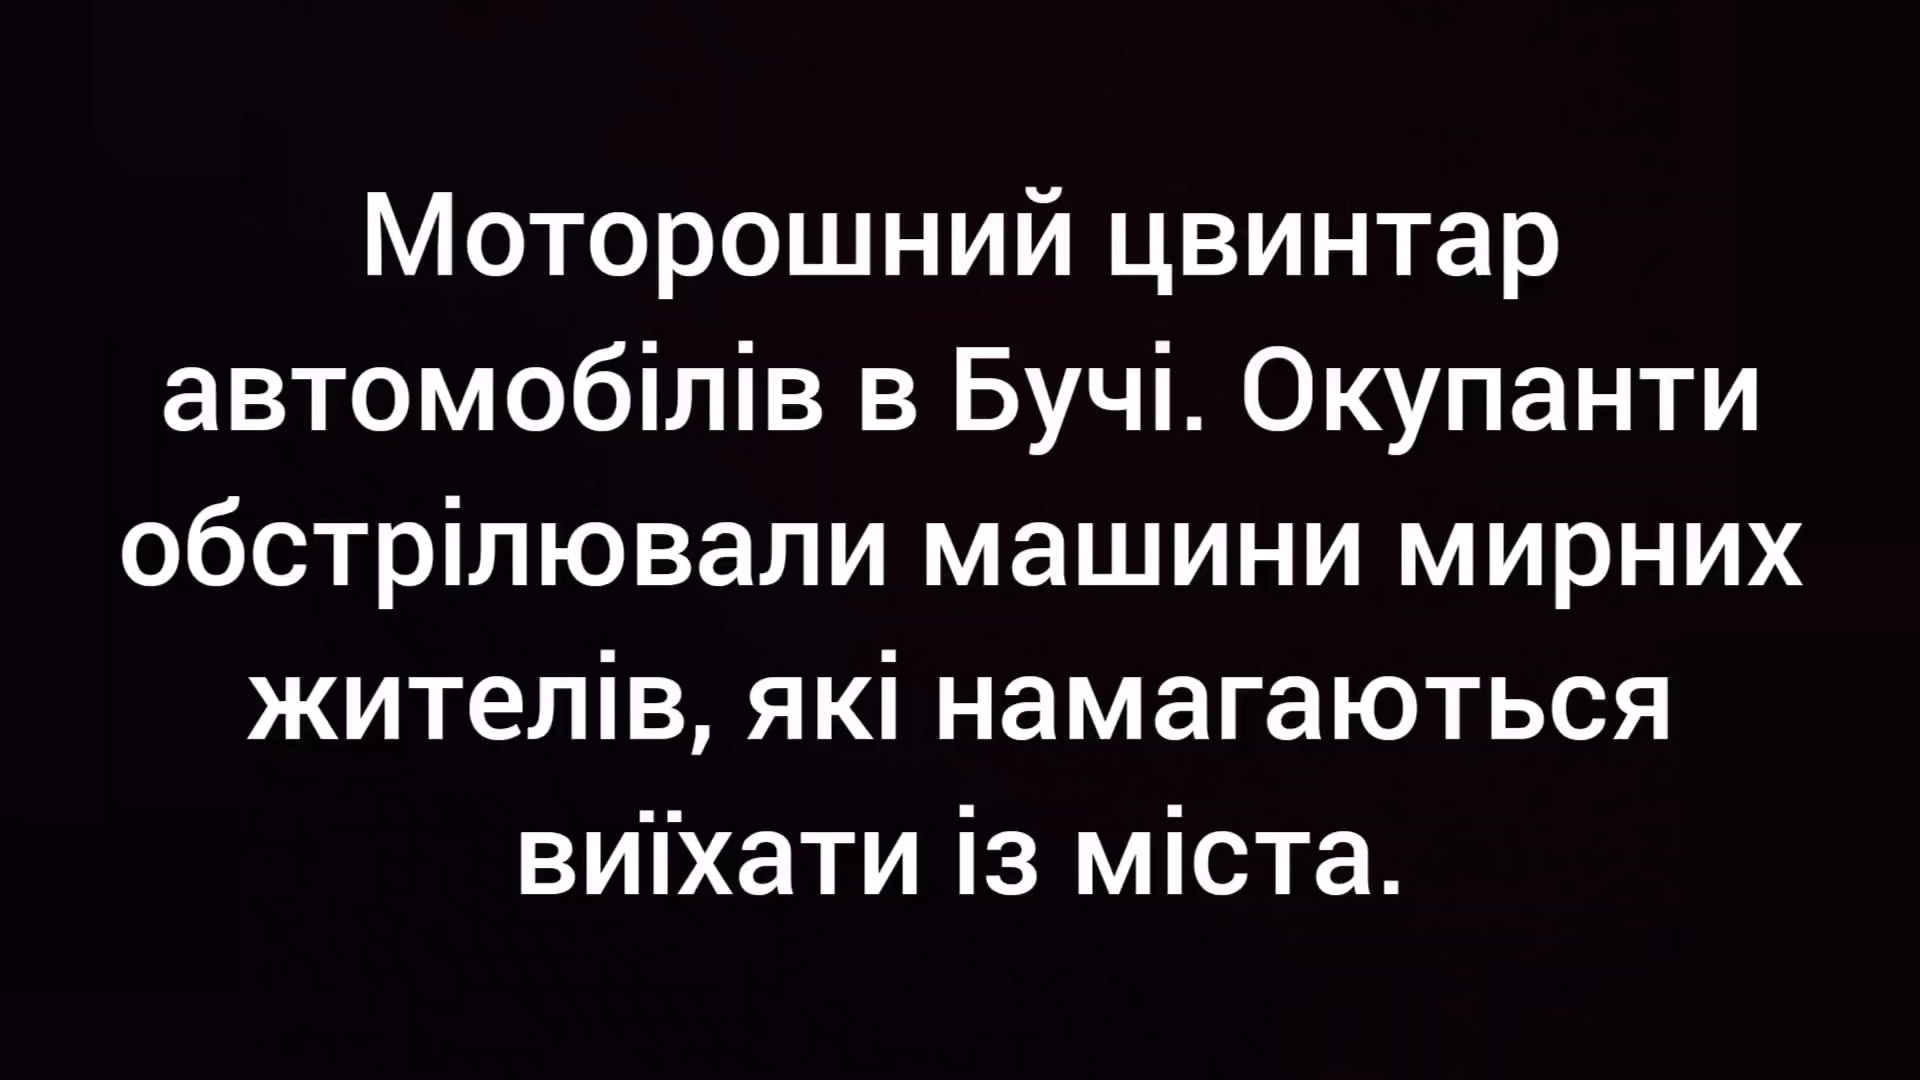 Моторошний цвинтар
автомобілів в Бучі. Окупанти
обстрілювали машини мирних
жителів, які намагаються
виїхати із міста.